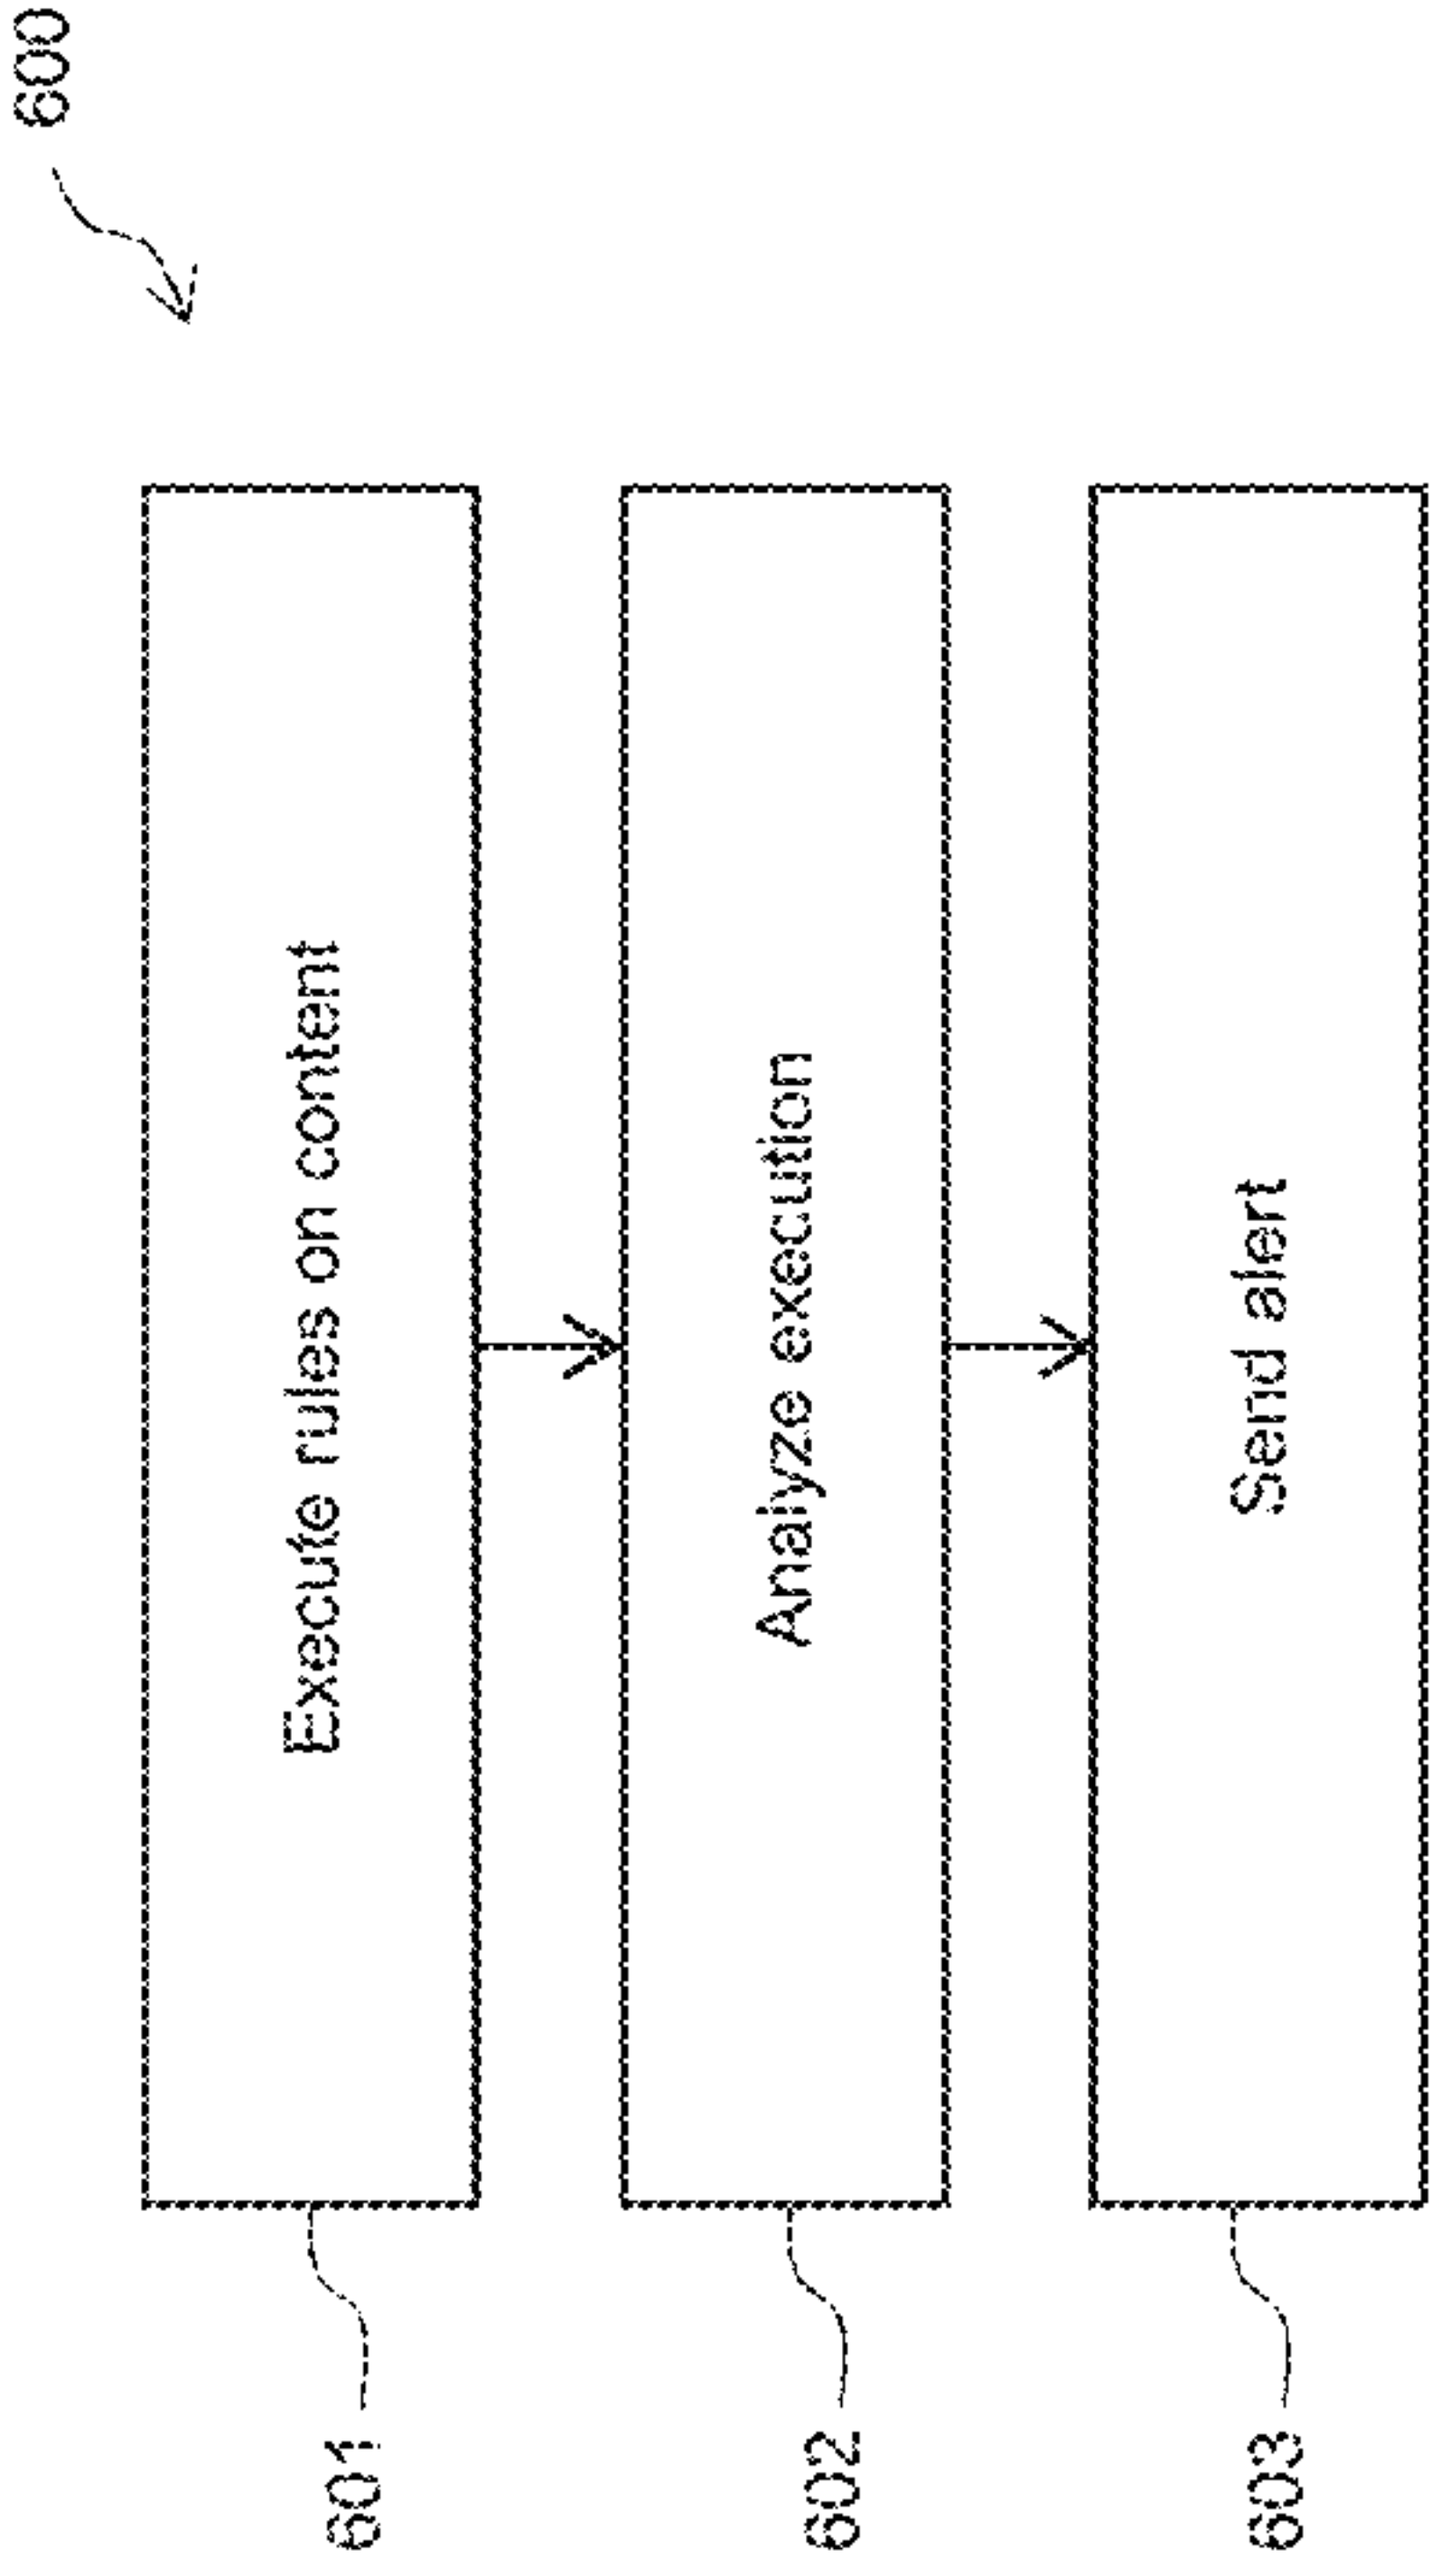 600
601
Execute rules on content
602
Analyze execution
603
Send alert